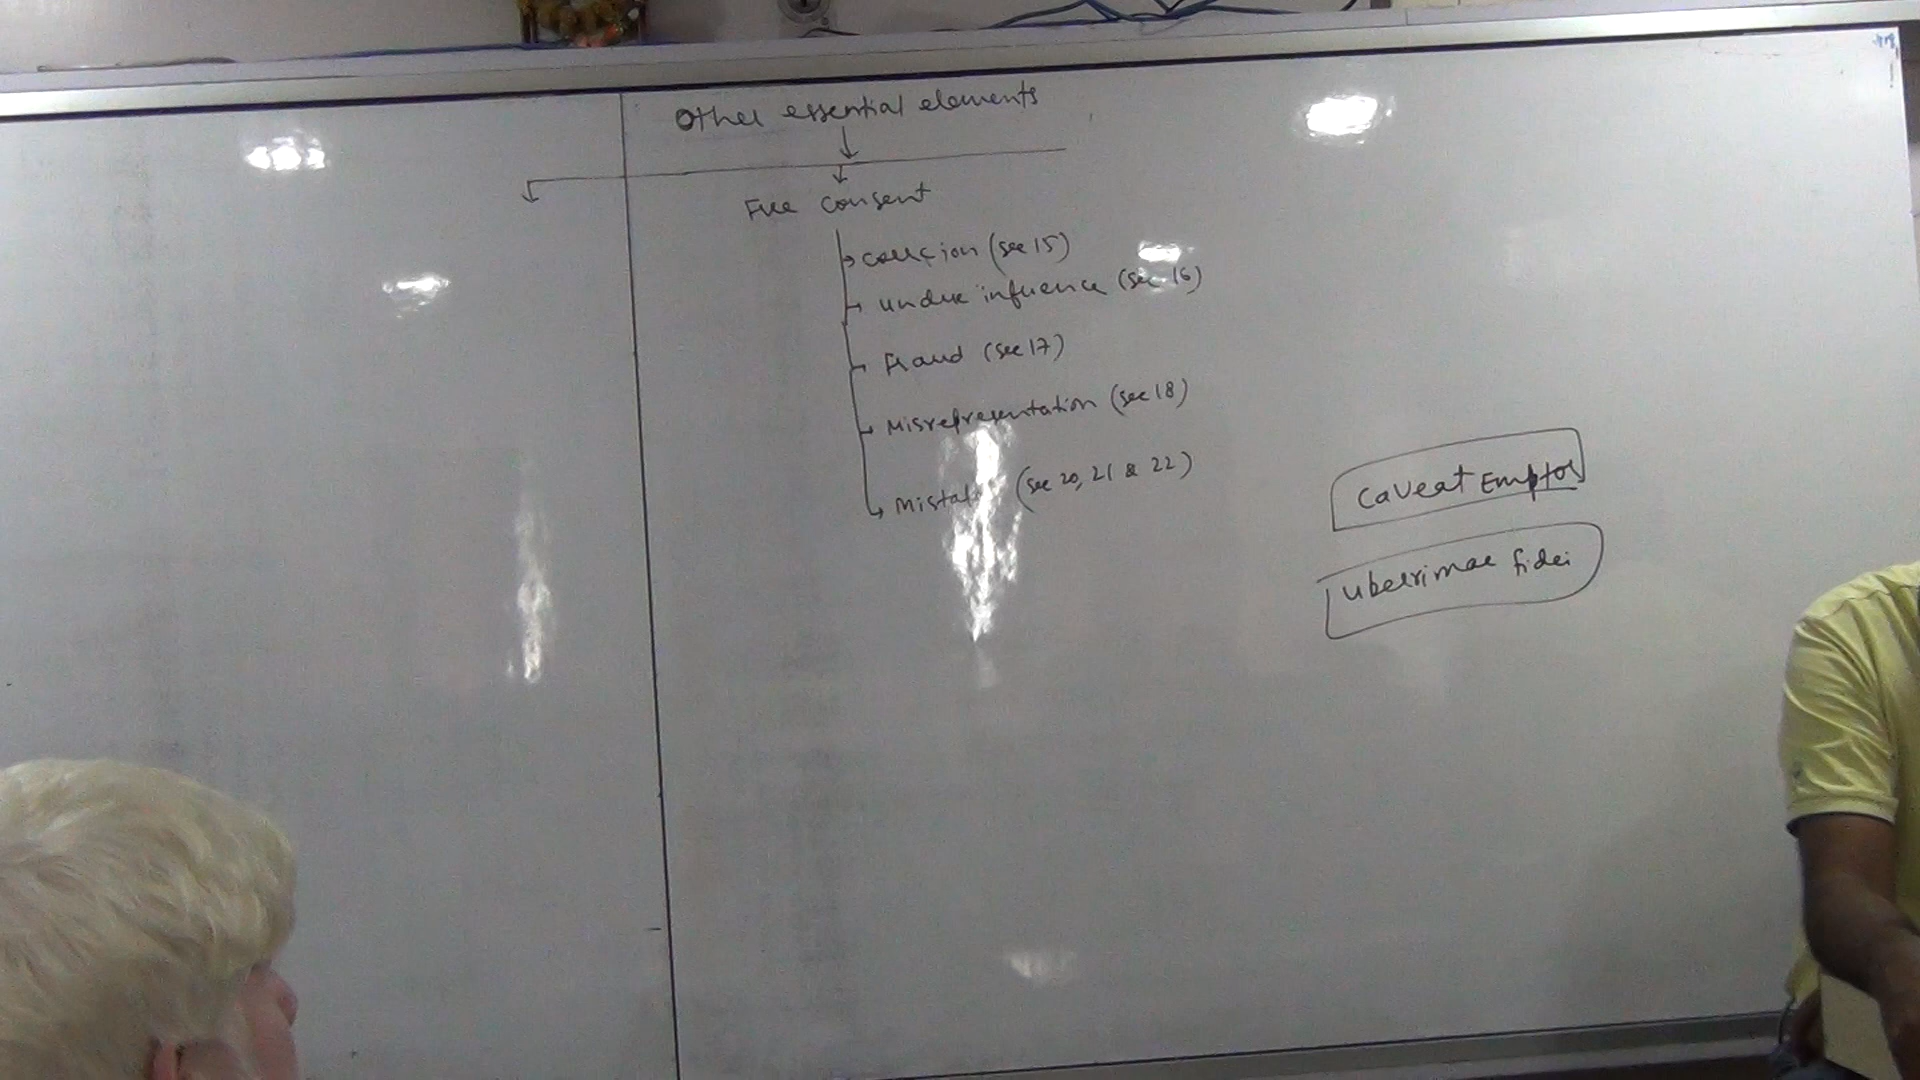 Other essential elements
Free consent
coercion (sec 15)
undue influence (sec 16)
fraud (sec 17)
Misrepresentation (sec 18)
Mistake (sec 20, 21 & 22)
Caveat Emptor
uberrimae fidei